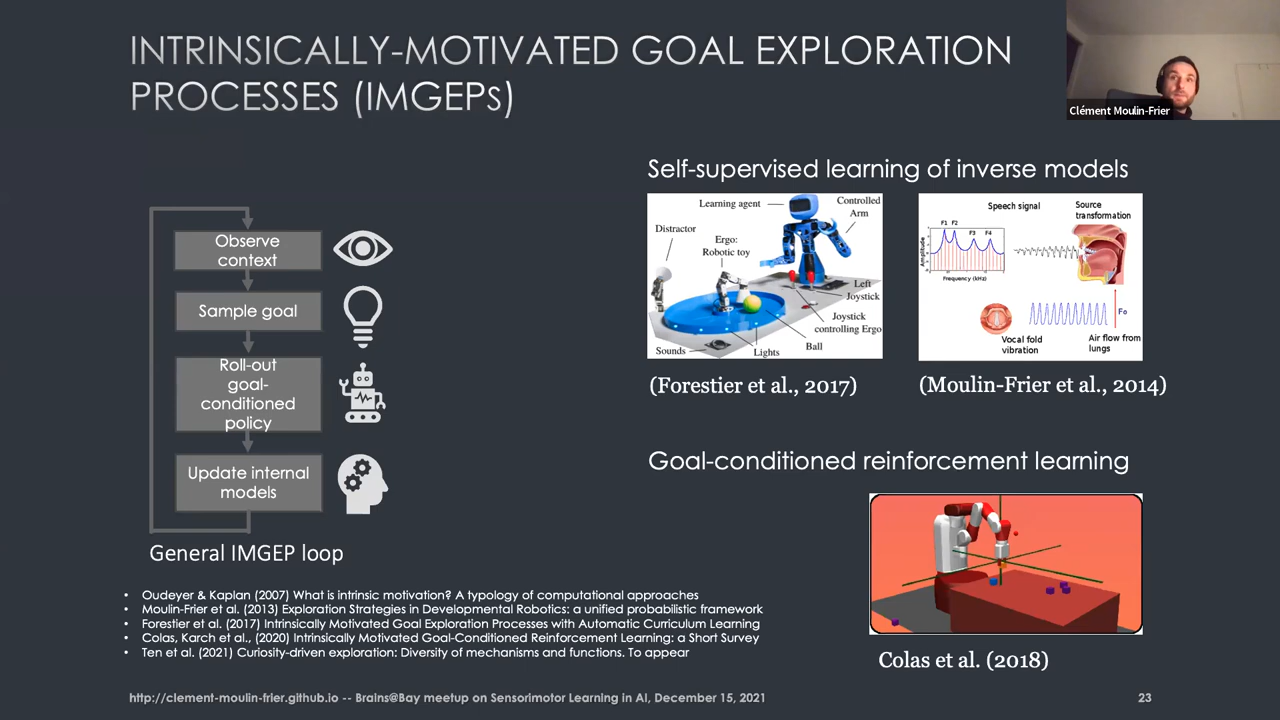 INTRINSICALLY-MOTIVATED GOAL EXPLORATION
PROCESSES (IMGEPs)
Clément Moulin-Frier
Observe
context
Sample goal
Roll-out
goal-
conditioned
policy
Update internal
models
General IMGEP loop
Self-supervised learning of inverse models
Learning agent
Controlled
Arm
Distractor
Ergo:
Robotic toy
Left
Joystick
Joystick
controlling Ergo
Ball
Lights
Sounds
(Forestier et al., 2017)
Speech signal
Source
transformation
F1 F2
F3 F4
Amplitude
Frequency (kHz)
Fo
Vocal fold
vibration
Air flow from
lungs
(Moulin-Frier et al., 2014)
Goal-conditioned reinforcement learning
Colas et al. (2018)
• Oudeyer & Kaplan (2007) What is intrinsic motivation? A typology of computational approaches
• Moulin-Frier et al. (2013) Exploration Strategies in Developmental Robotics: a unified probabilistic framework
• Forestier et al. (2017) Intrinsically Motivated Goal Exploration Processes with Automatic Curriculum Learning
• Colas, Karch et al., (2020) Intrinsically Motivated Goal-Conditioned Reinforcement Learning: a Short Survey
• Ten et al. (2021) Curiosity-driven exploration: Diversity of mechanisms and functions. To appear
http://clement-moulin-frier.github.io -- Brains@Bay meetup on Sensorimotor Learning in AI, December 15, 2021
23